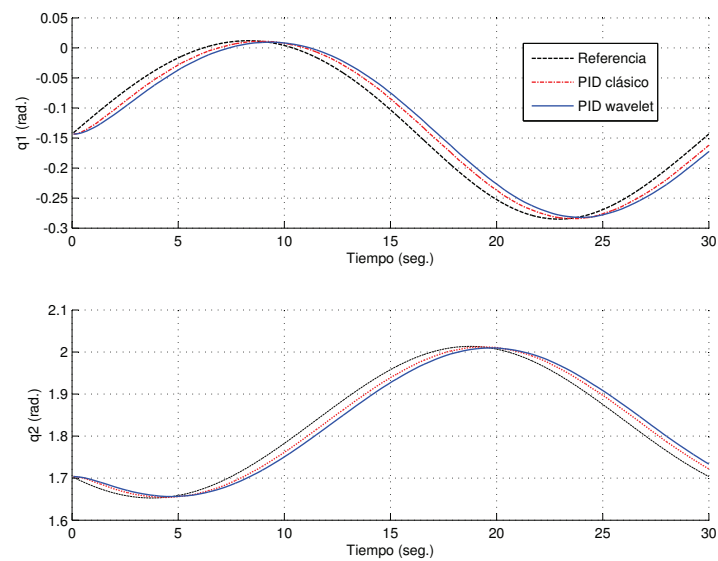 0.05
0
-0.05
-0.1
-0.15
-0.2
-0.25
-0.3
q1 (rad.)
Referencia
PID clásico
PID wavelet
0 5 10 15 20 25 30
Tiempo (seg.)
2.1
2
1.9
1.8
1.7
1.6
q2 (rad.)
0 5 10 15 20 25 30
Tiempo (seg.)